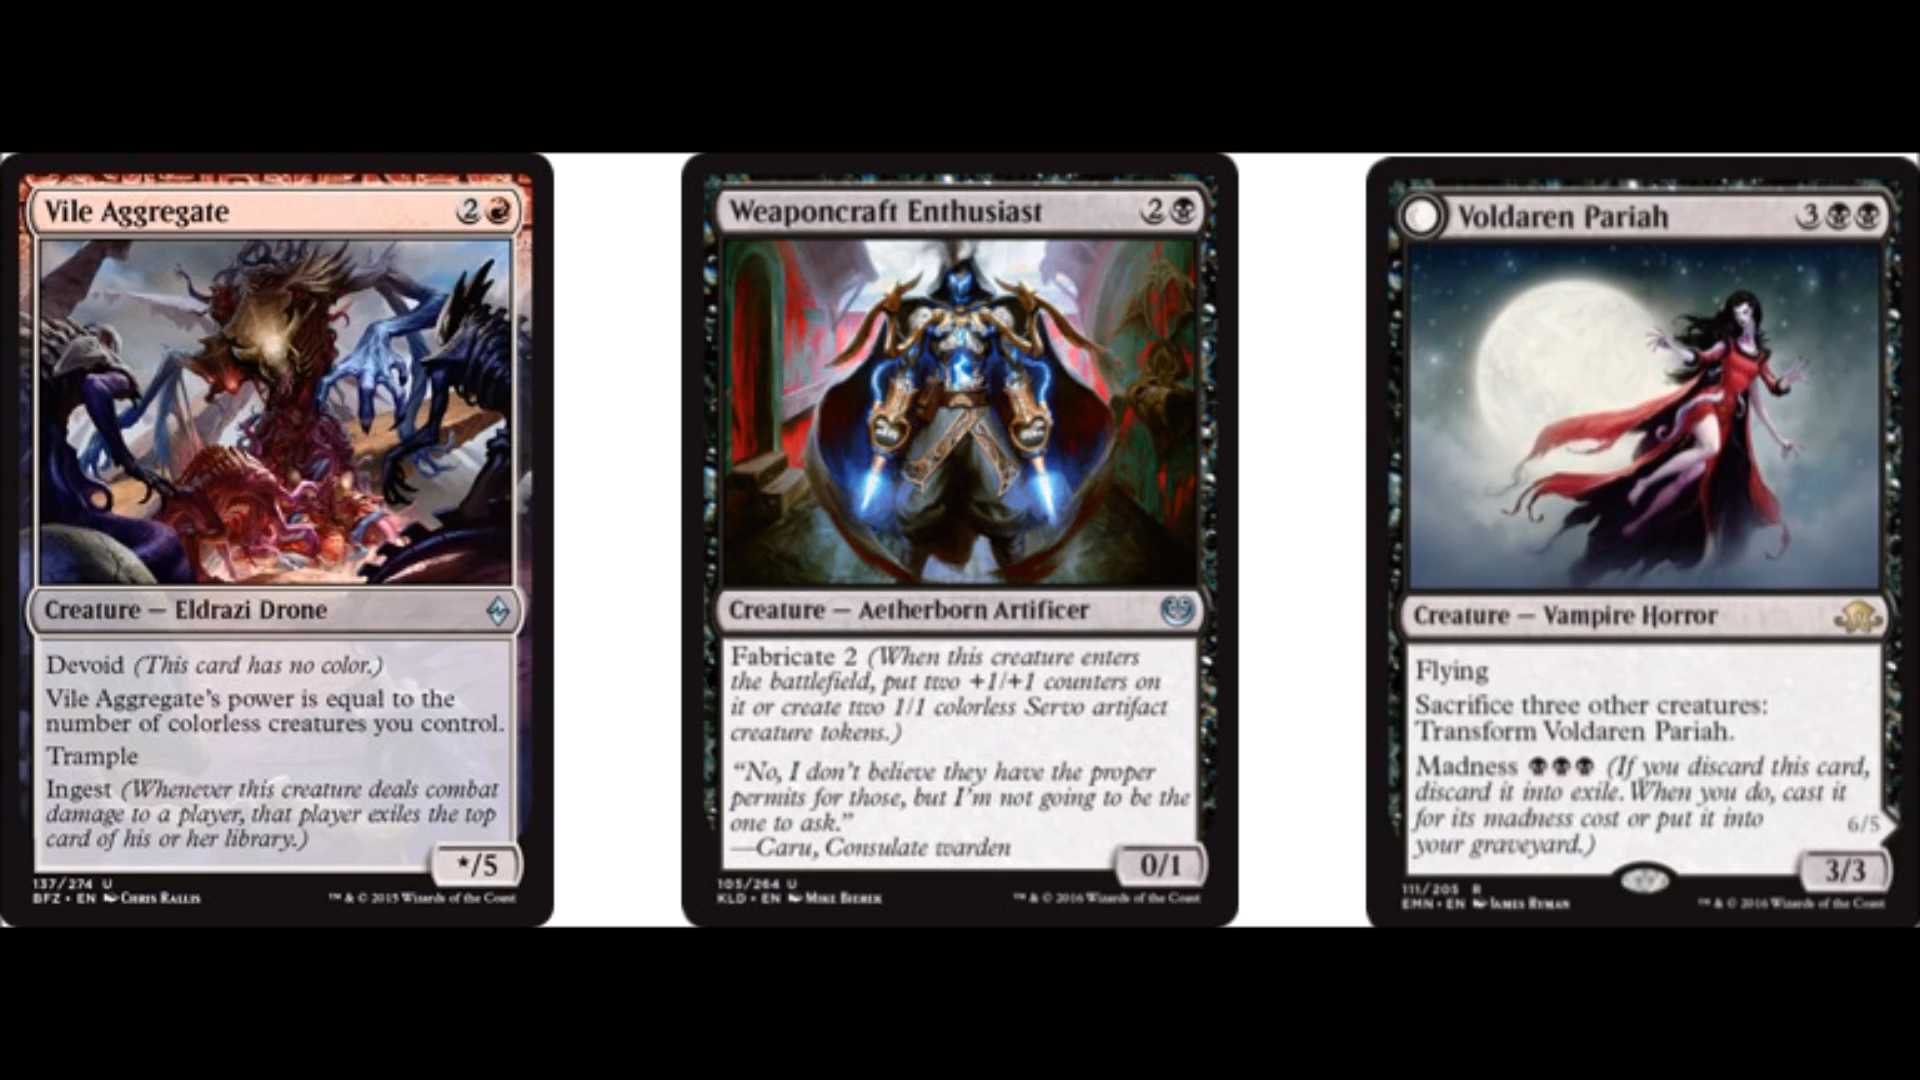 Vile Aggregate 2
Creature — Eldrazi Drone
Devoid (This card has no color.)
Vile Aggregate's power is equal to the
number of colorless creatures you control.
Trample
Ingest (Whenever this creature deals combat
damage to a player, that player exiles the top
card of his or her library.)
*/5
137/274 U
BFZ • EN Chris Rallis
™ & © 2015 Wizards of the Coast
Weaponcraft Enthusiast 2
Creature — Aetherborn Artificer
Fabricate 2 (When this creature enters
the battlefield, put two +1/+1 counters on
it or create two 1/1 colorless Servo artifact
creature tokens.)
"No, I don't believe they have the proper
permits for those, but I'm not going to be the
one to ask."
—Caru, Consulate warden
0/1
105/264 U
KLD • EN Mike Bierek
™ & © 2016 Wizards of the Coast
Voldaren Pariah 3
Creature — Vampire Horror
Flying
Sacrifice three other creatures:
Transform Voldaren Pariah.
Madness (If you discard this card,
discard it into exile. When you do, cast it
for its madness cost or put it into
your graveyard.)
6/5
3/3
111/205 R
EMN • EN James Ryman
™ & © 2016 Wizards of the Coast